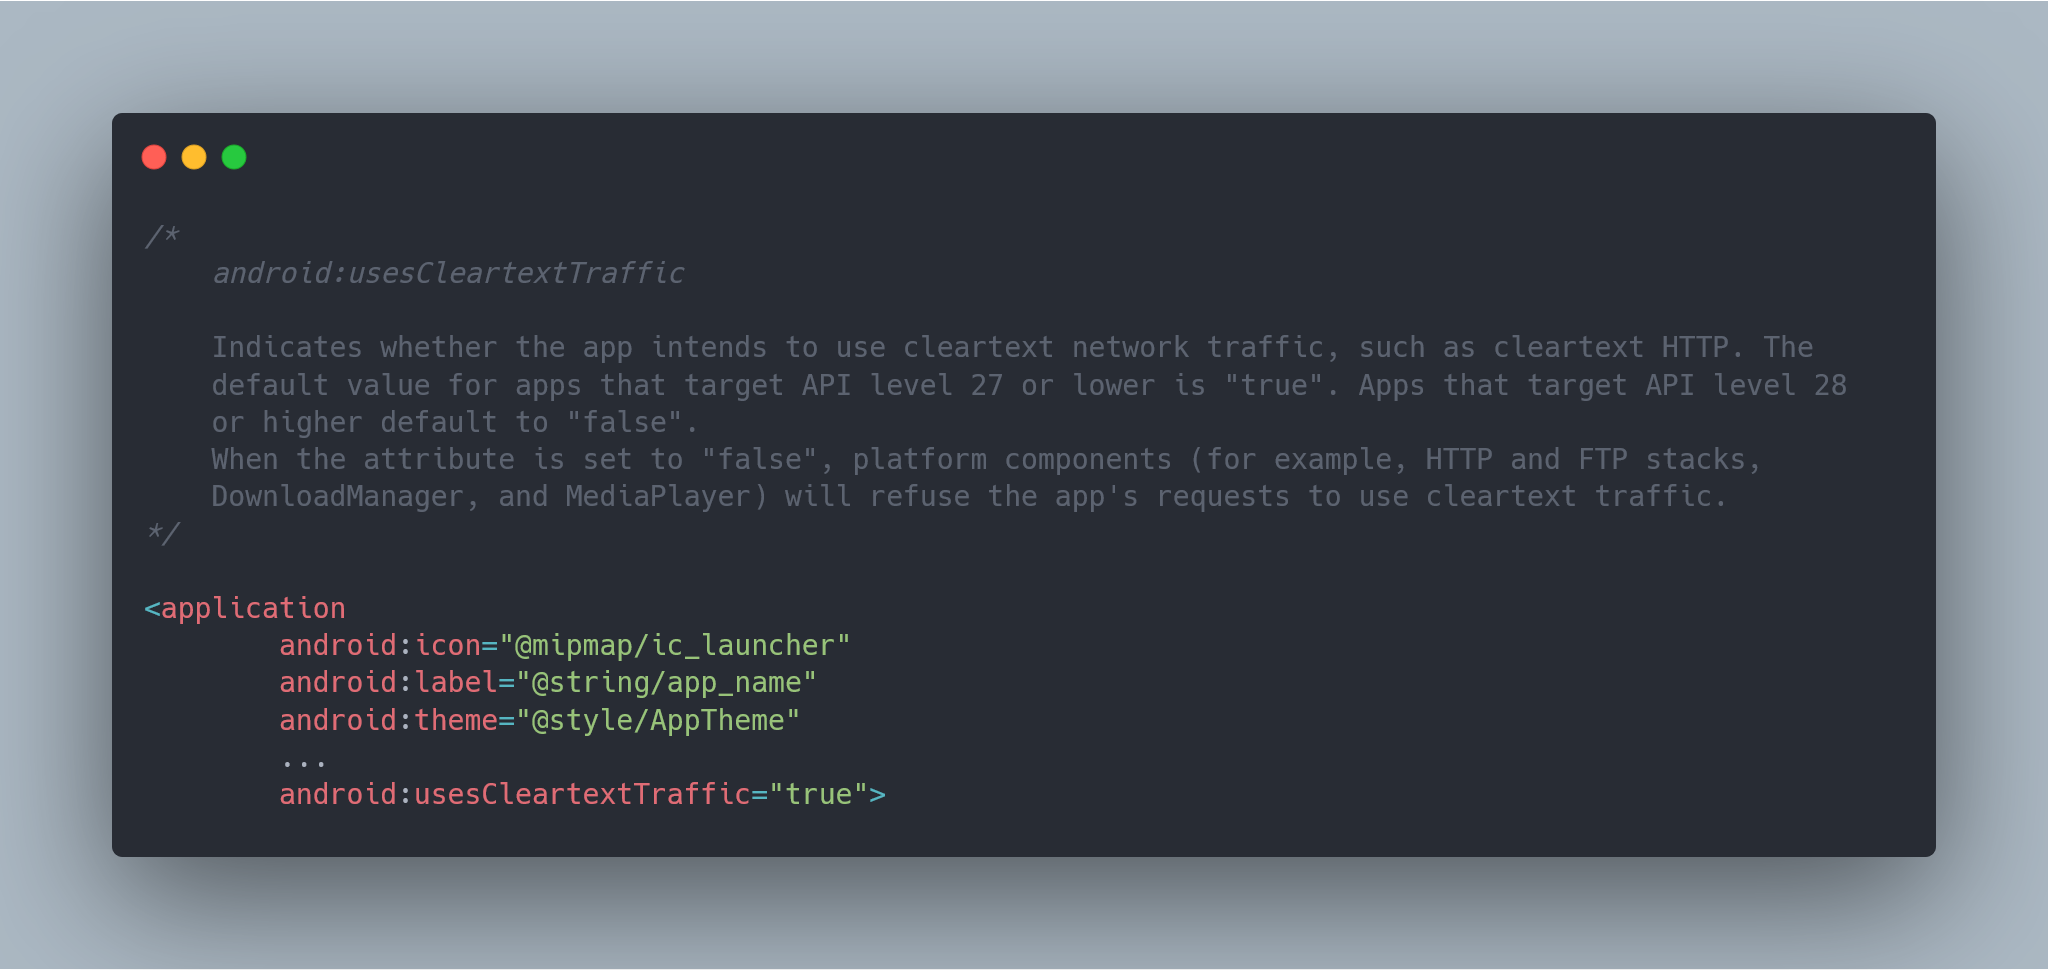 /*
android:usesCleartextTraffic
Indicates whether the app intends to use cleartext network traffic, such as cleartext HTTP. The
default value for apps that target API level 27 or lower is "true". Apps that target API level 28
or higher default to "false".
When the attribute is set to "false", platform components (for example, HTTP and FTP stacks,
DownloadManager, and MediaPlayer) will refuse the app's requests to use cleartext traffic.
*/
<application
android:icon="@mipmap/ic_launcher"
android:label="@string/app_name"
android:theme="@style/AppTheme"
...
android:usesCleartextTraffic="true">